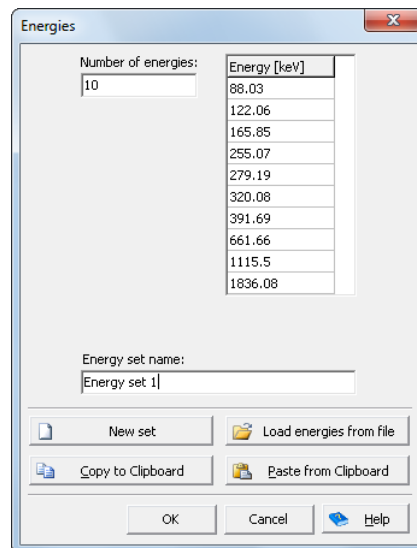 Energies
Number of energies:
10
Energy [keV]
88.03
122.06
165.85
255.07
279.19
320.08
391.69
661.66
1115.5
1836.08
Energy set name:
Energy set 1
New set
Load energies from file
Copy to Clipboard
Paste from Clipboard
OK
Cancel
Help